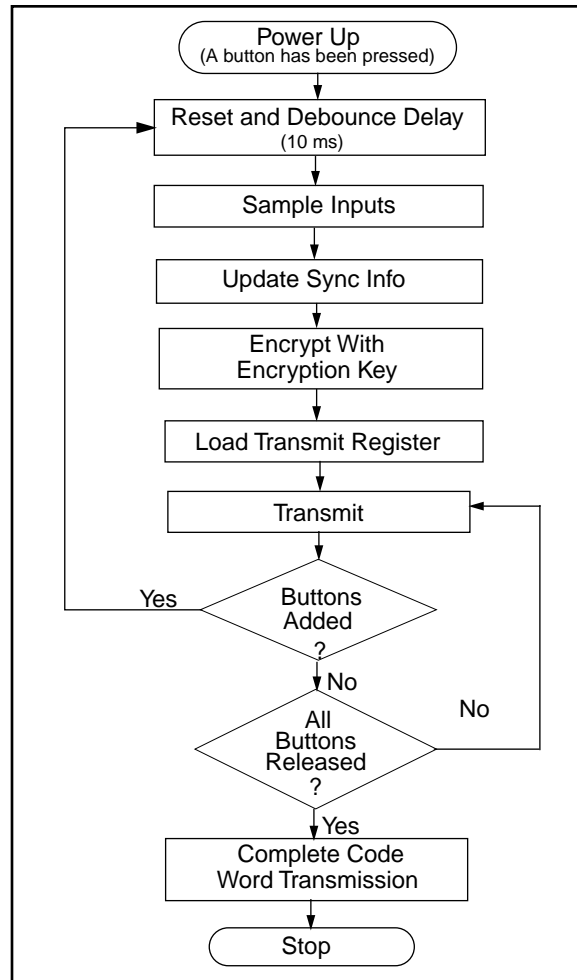 Power Up
(A button has been pressed)
Reset and Debounce Delay
(10 ms)
Sample Inputs
Update Sync Info
Encrypt With
Encryption Key
Load Transmit Register
Transmit
Yes
Buttons
Added
?
No
All
Buttons
Released
?
No
Yes
Complete Code
Word Transmission
Stop